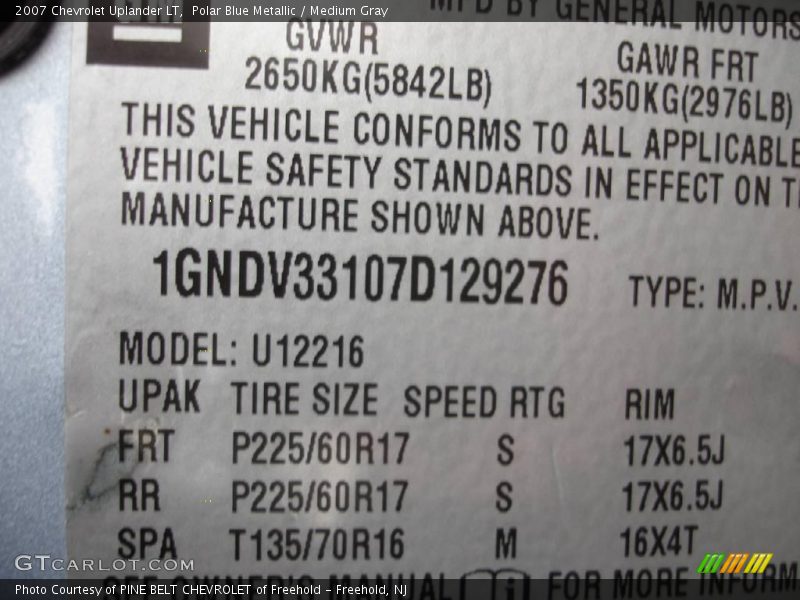 2007 Chevrolet Uplander LT, Polar Blue Metallic / Medium Gray
MFD BY GENERAL MOTORS
GVWR
GAWR FRT
2650KG(5842LB)
1350KG(2976LB)
THIS VEHICLE CONFORMS TO ALL APPLICABLE
VEHICLE SAFETY STANDARDS IN EFFECT ON
MANUFACTURE SHOWN ABOVE.
1GNDV33107D129276 TYPE: M.P.V.
MODEL: U12216
UPAK TIRE SIZE SPEED RTG RIM
FRT P225/60R17 S 17X6.5J
RR P225/60R17 S 17X6.5J
SPA T135/70R16 M 16X4T
GTcarlot.com
SEE OWNERS MANUAL FOR MORE
Photo Courtesy of PINE BELT CHEVROLET of Freehold – Freehold, NJ